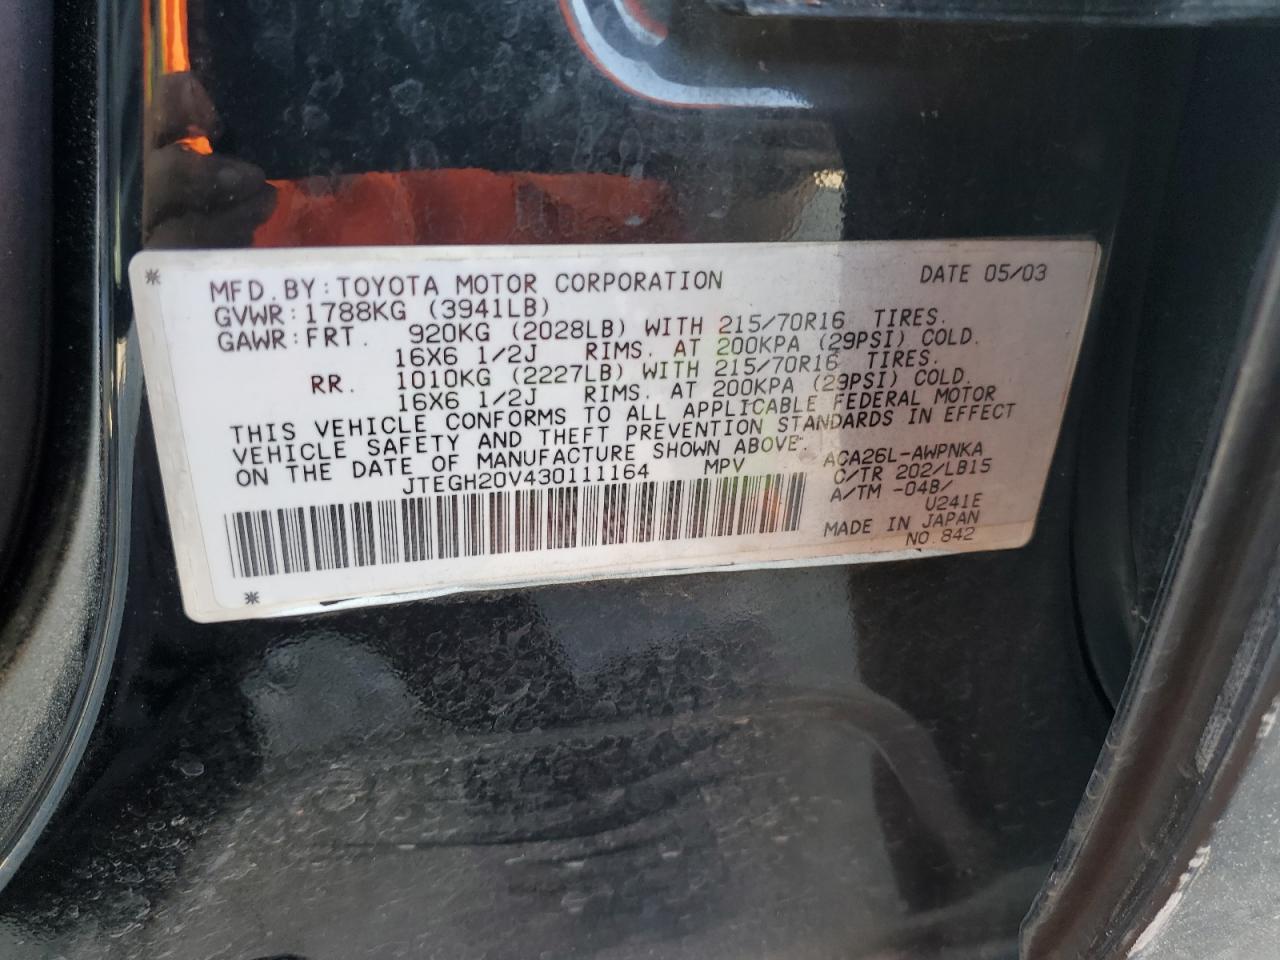 MFD.BY:TOYOTA MOTOR CORPORATION DATE 05/03
GVWR:1788KG (3941LB)
GAWR:FRT. 920KG (2028LB) WITH 215/70R16 TIRES.
16X6 1/2J RIMS. AT 200KPA (29PSI) COLD.
RR. 1010KG (2227LB) WITH 215/70R16 TIRES.
16X6 1/2J RIMS. AT 200KPA (29PSI) COLD.
THIS VEHICLE CONFORMS TO ALL APPLICABLE FEDERAL MOTOR
VEHICLE SAFETY AND THEFT PREVENTION STANDARDS IN EFFECT
ON THE DATE OF MANUFACTURE SHOWN ABOVE.
JTEGH20V430111164 MPV
ACA26L-AWPNKA
C/TR 202/LB15
A/TM -04B/
U241E
MADE IN JAPAN
NO.842